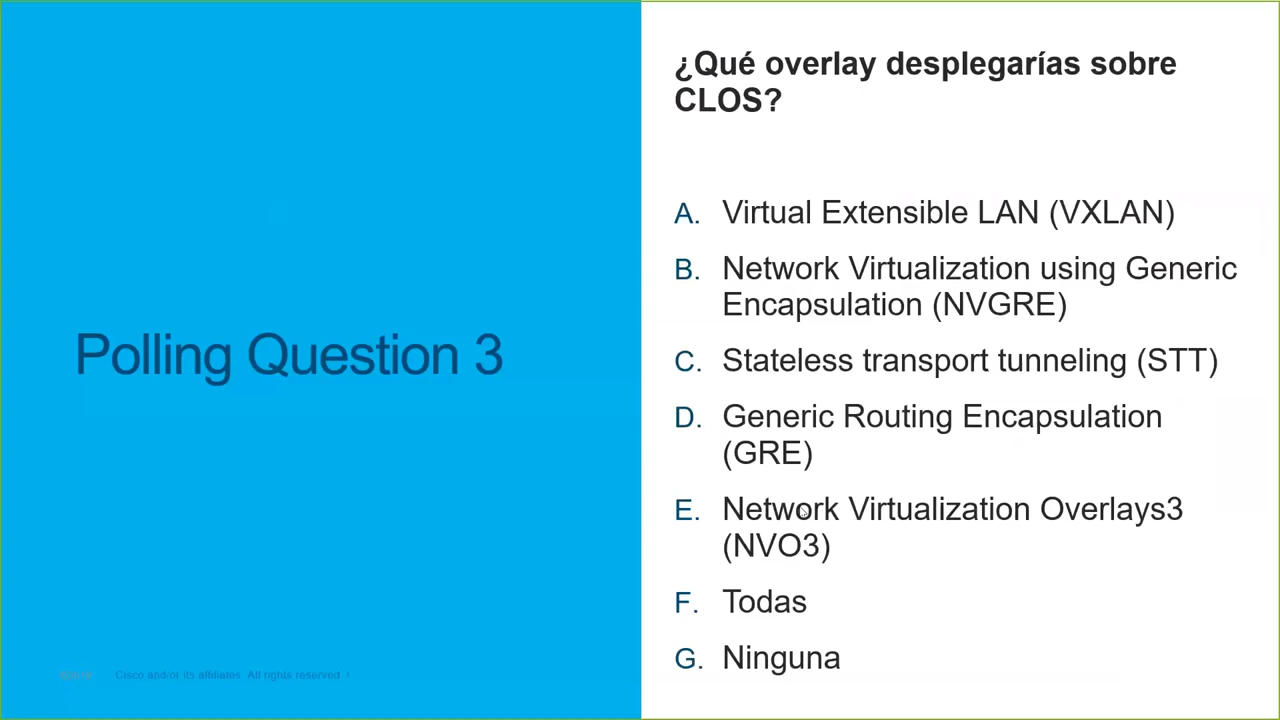 ¿Qué overlay desplegarías sobre
CLOS?
A. Virtual Extensible LAN (VXLAN)
B. Network Virtualization using Generic
Encapsulation (NVGRE)
C. Stateless transport tunneling (STT)
D. Generic Routing Encapsulation
(GRE)
E. Network Virtualization Overlays3
(NVO3)
F. Todas
G. Ninguna
Polling Question 3
Cisco and/or its affiliates. All rights reserved.